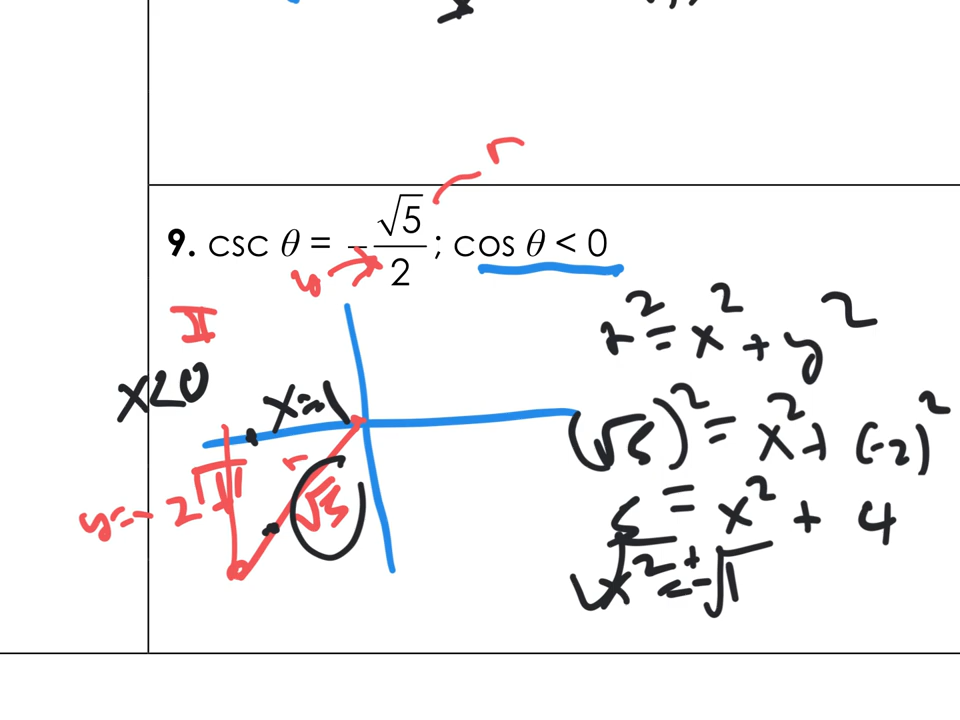 r
9. csc θ = -√5/2 ; cos θ < 0
y
II
r² = x² + y²
x<0
x=-1
(√5)² = x² + (-2)²
r
√5
y=-2
5 = x² + 4
√x² = ±√1